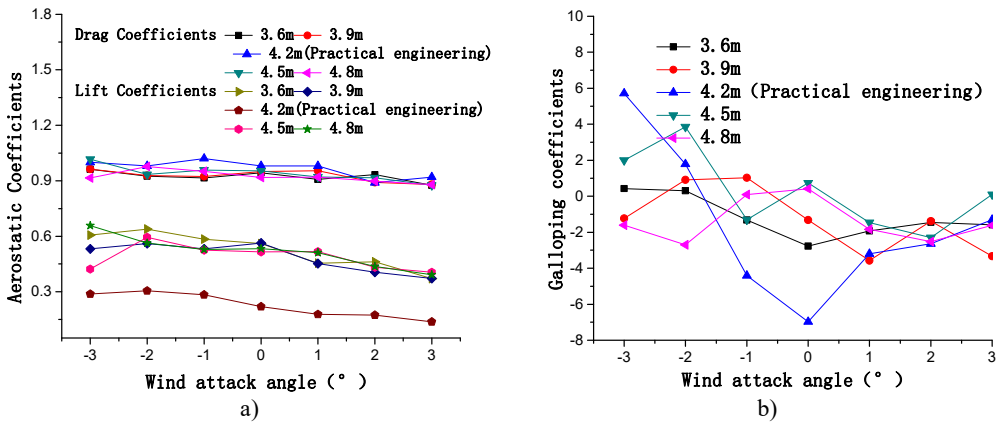 Drag Coefficients 3.6m 3.9m
4.2m(Practical engineering)
4.5m 4.8m
Lift Coefficients 3.6m 3.9m
4.2m(Practical engineering)
4.5m 4.8m
1.8
1.5
1.2
0.9
0.6
0.3
Aerostatic Coefficients
-3 -2 -1 0 1 2 3
Wind attack angle (°)
a)
3.6m
3.9m
4.2m (Practical engineering)
4.5m
4.8m
10
8
6
4
2
0
-2
-4
-6
-8
Galloping coefficients
-3 -2 -1 0 1 2 3
Wind attack angle (°)
b)